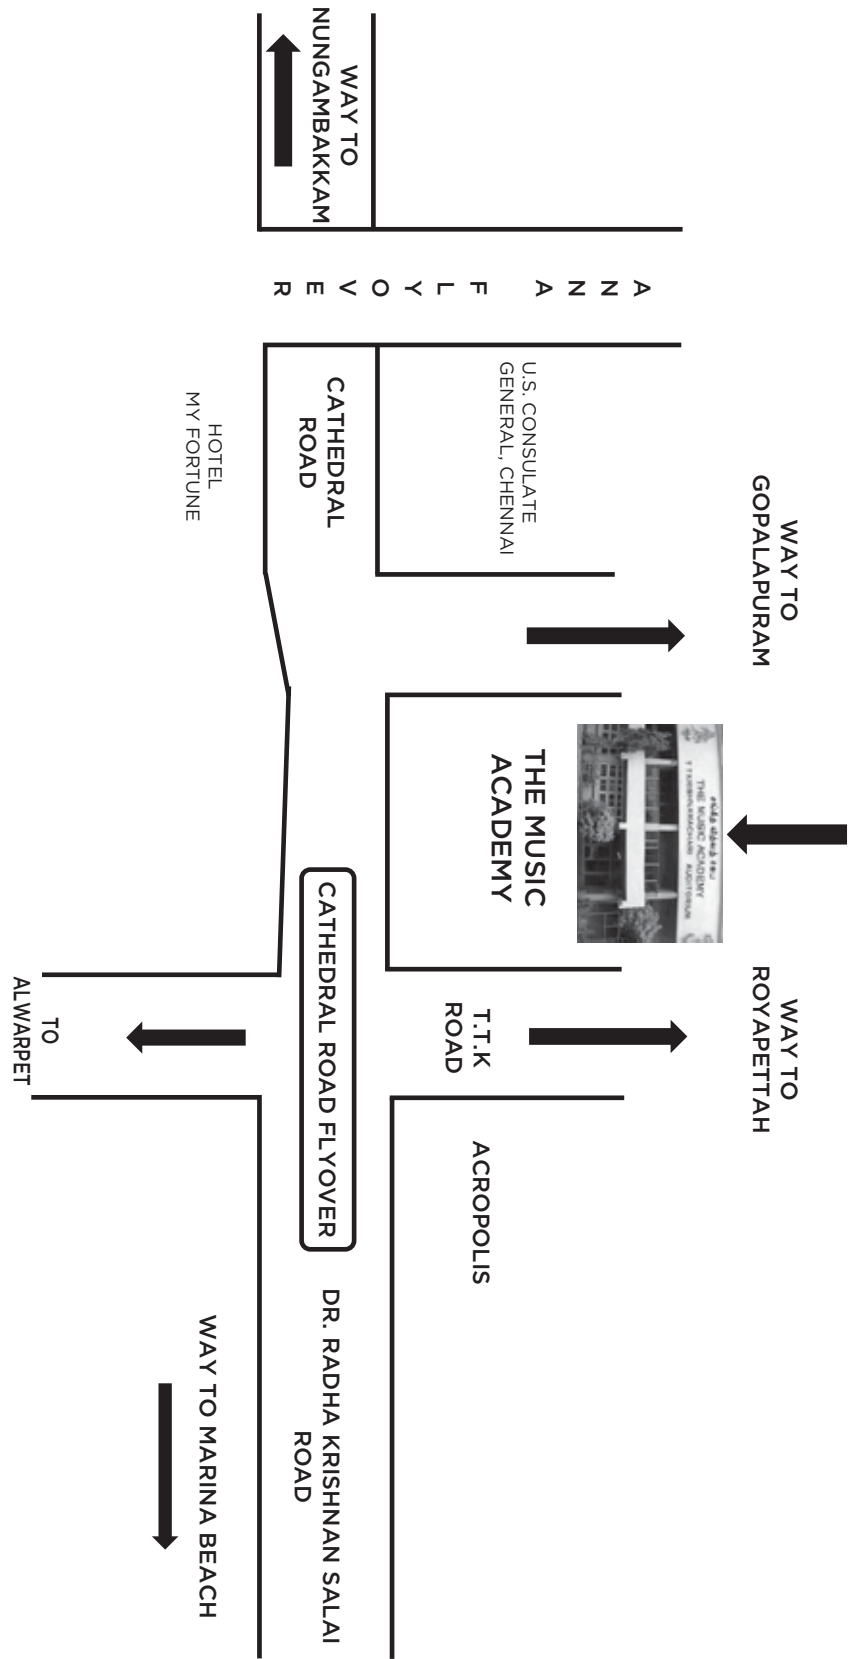 WAY TO
GOPALAPURAM
WAY TO
ROYAPETTAH
THE MUSIC ACADEMY
AUDITORIUM
ANNA FLYOVER
U.S. CONSULATE
GENERAL, CHENNAI
THE MUSIC
ACADEMY
T.T.K
ROAD
ACROPOLIS
WAY TO
NUNGAMBAKKAM
CATHEDRAL
ROAD
CATHEDRAL ROAD FLYOVER
DR. RADHA KRISHNAN SALAI
ROAD
HOTEL
MY FORTUNE
WAY TO MARINA BEACH
TO
ALWARPET